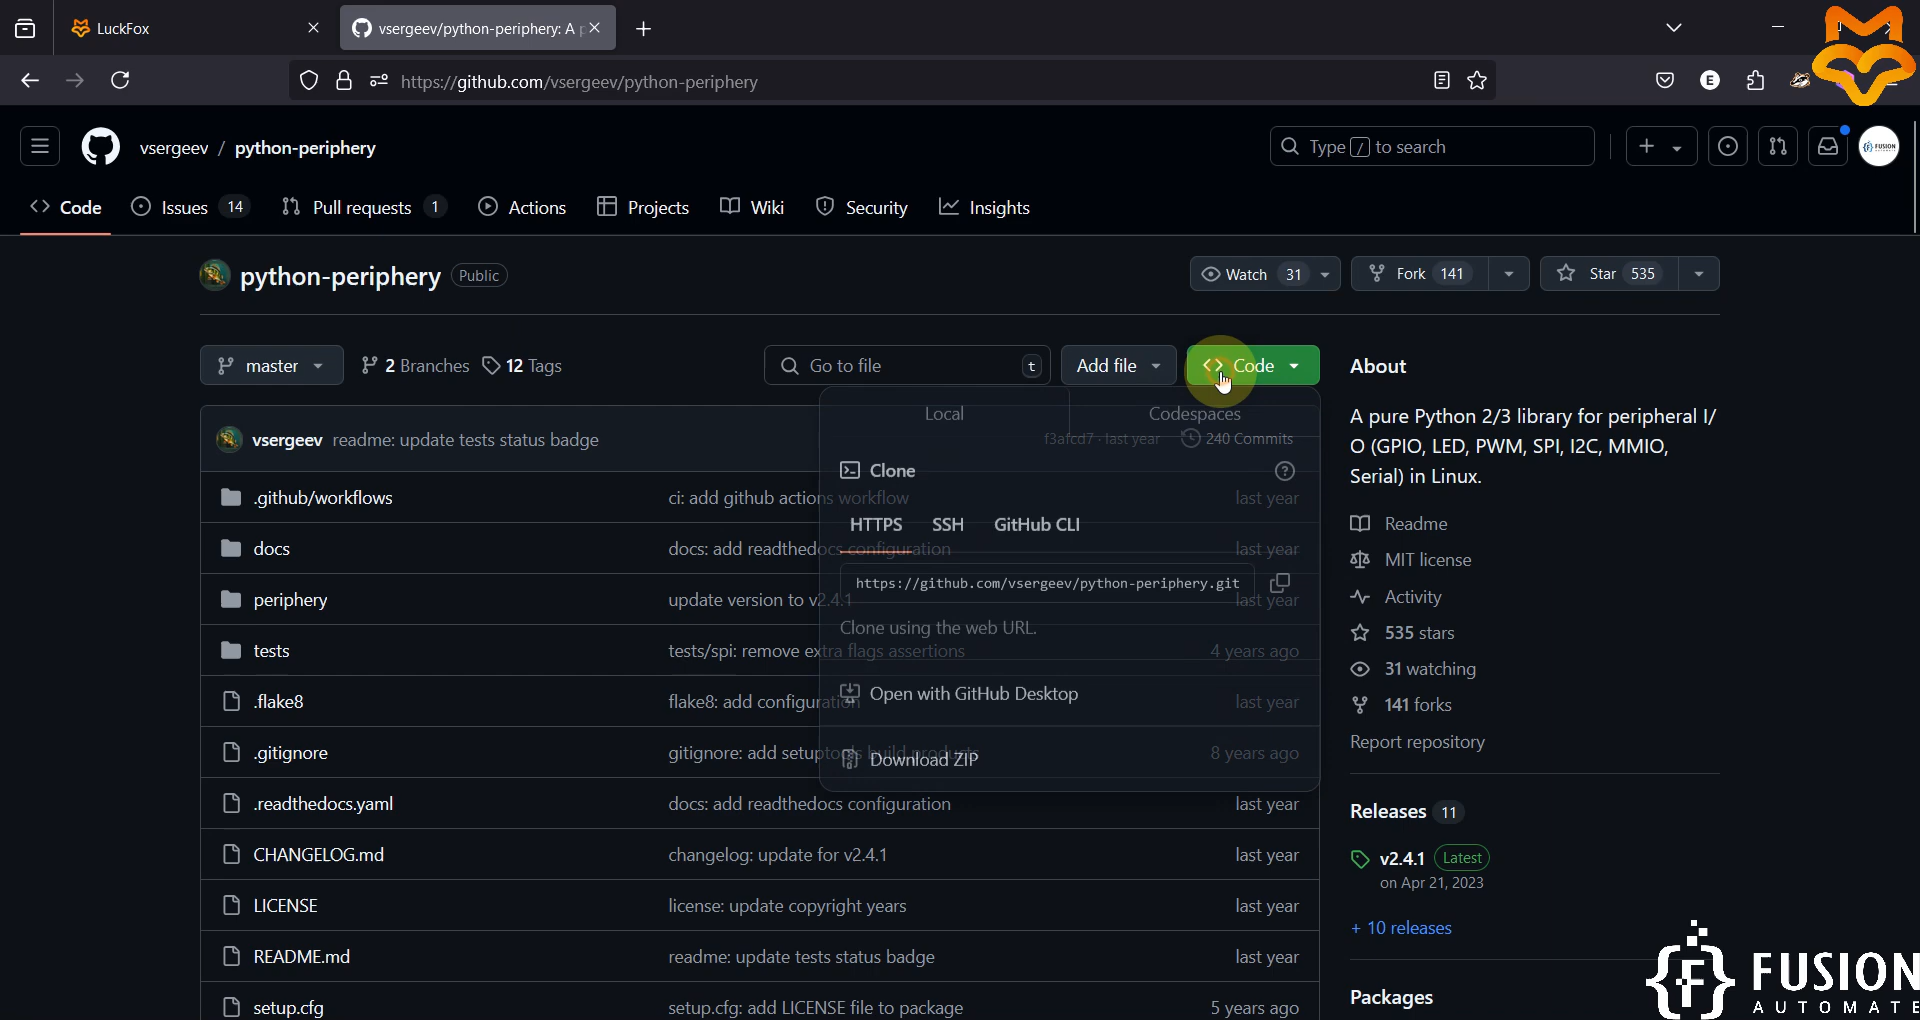 LuckFox
vsergeev/python-periphery: A p
https://github.com/vsergeev/python-periphery
E
vsergeev / python-periphery
Type / to search
FUSION
Code
Issues 14
Pull requests 1
Actions
Projects
Wiki
Security
Insights
python-periphery Public
Watch 31
Fork 141
Star 535
master
2 Branches
12 Tags
Go to file t
Add file
Code
Local
Codespaces
vsergeev readme: update tests status badge
f3afcd7 · last year
240 Commits
Clone
HTTPS
SSH
GitHub CLI
https://github.com/vsergeev/python-periphery.git
Clone using the web URL.
Open with GitHub Desktop
Download ZIP
.github/workflows ci: add github actions workflow last year
docs docs: add readthedocs configuration last year
periphery update version to v2.4.1 last year
tests tests/spi: remove extra flags assertions 4 years ago
.flake8 flake8: add configuration last year
.gitignore gitignore: add setuptools build products 8 years ago
.readthedocs.yaml docs: add readthedocs configuration last year
CHANGELOG.md changelog: update for v2.4.1 last year
LICENSE license: update copyright years last year
README.md readme: update tests status badge last year
setup.cfg setup.cfg: add LICENSE file to package 5 years ago
About
A pure Python 2/3 library for peripheral I/
O (GPIO, LED, PWM, SPI, I2C, MMIO,
Serial) in Linux.
Readme
MIT license
Activity
535 stars
31 watching
141 forks
Report repository
Releases 11
v2.4.1 Latest
on Apr 21, 2023
+ 10 releases
Packages
{F} FUSION
AUTOMATE